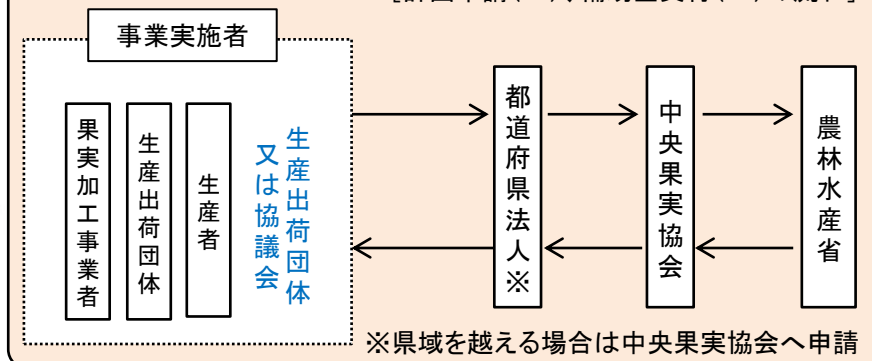 事業実施者
果実加工事業者
生産出荷団体
生産者
生産出荷団体
又は協議会
都道府県法人※
中央果実協会
農林水産省
※県域を越える場合は中央果実協会へ申請